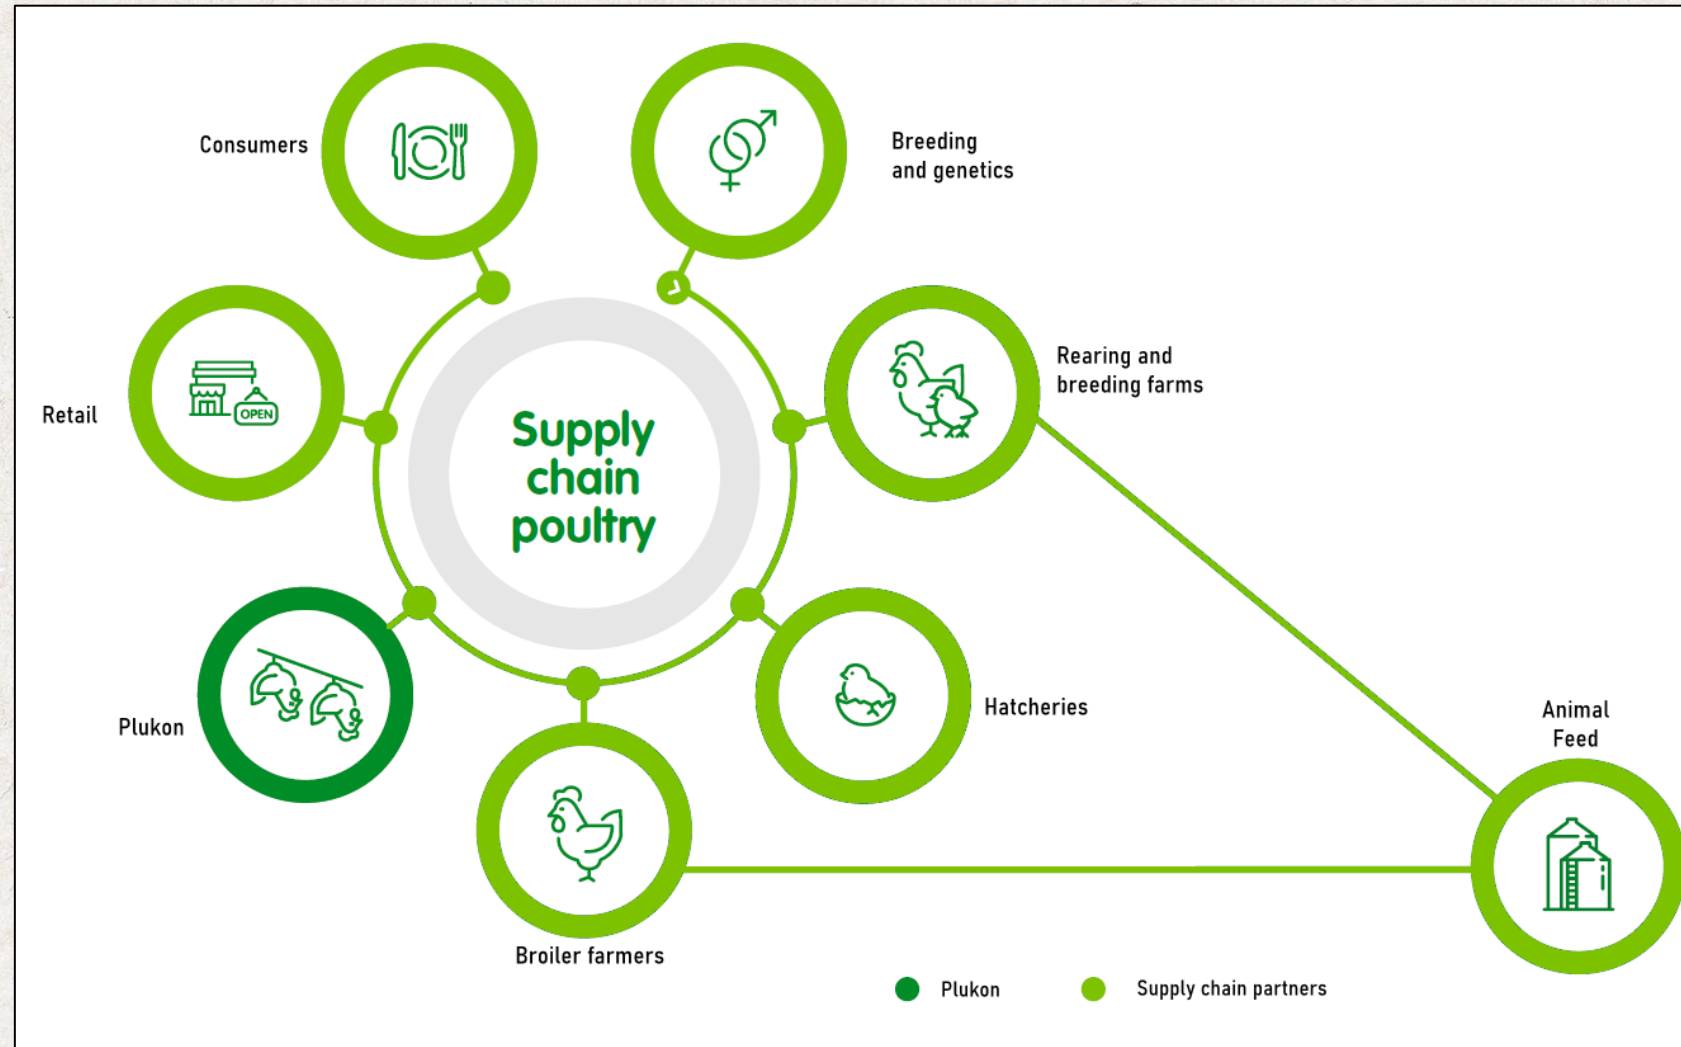 Consumers
Breeding
and genetics
Rearing and
breeding farms
Retail
OPEN
Supply
chain
poultry
Plukon
Hatcheries
Animal
Feed
Broiler farmers
Plukon
Supply chain partners